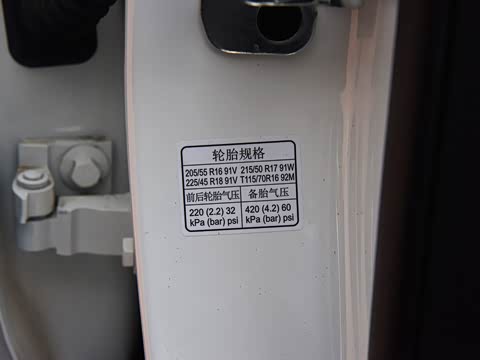 轮胎规格
205/55 R16 91V 215/50 R17 91W
225/45 R18 91V T115/70R16 92M
前后轮胎气压 备胎气压
220 (2.2) 32 420 (4.2) 60
kPa (bar) psi kPa (bar) psi